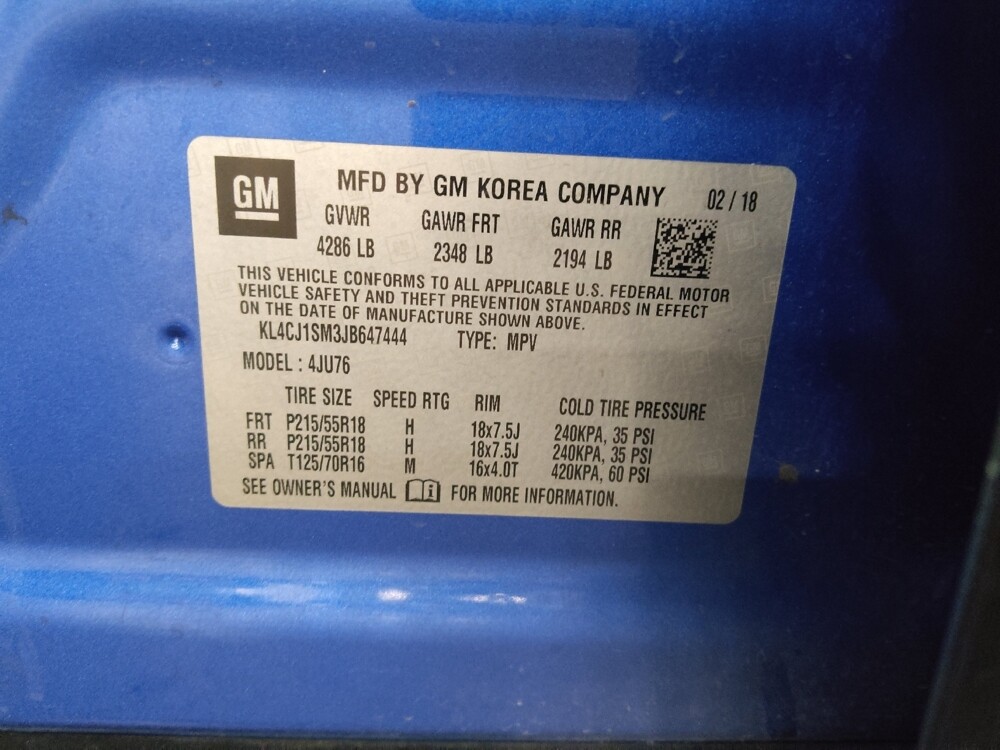 GM
MFD BY GM KOREA COMPANY 02 / 18
GVWR GAWR FRT GAWR RR
4286 LB 2348 LB 2194 LB
THIS VEHICLE CONFORMS TO ALL APPLICABLE U.S. FEDERAL MOTOR
VEHICLE SAFETY AND THEFT PREVENTION STANDARDS IN EFFECT
ON THE DATE OF MANUFACTURE SHOWN ABOVE.
KL4CJ1SM3JB647444 TYPE: MPV
MODEL : 4JU76
TIRE SIZE SPEED RTG RIM COLD TIRE PRESSURE
FRT P215/55R18 H 18x7.5J 240KPA, 35 PSI
RR P215/55R18 H 18x7.5J 240KPA, 35 PSI
SPA T125/70R16 M 16x4.0T 420KPA, 60 PSI
SEE OWNER'S MANUAL FOR MORE INFORMATION.